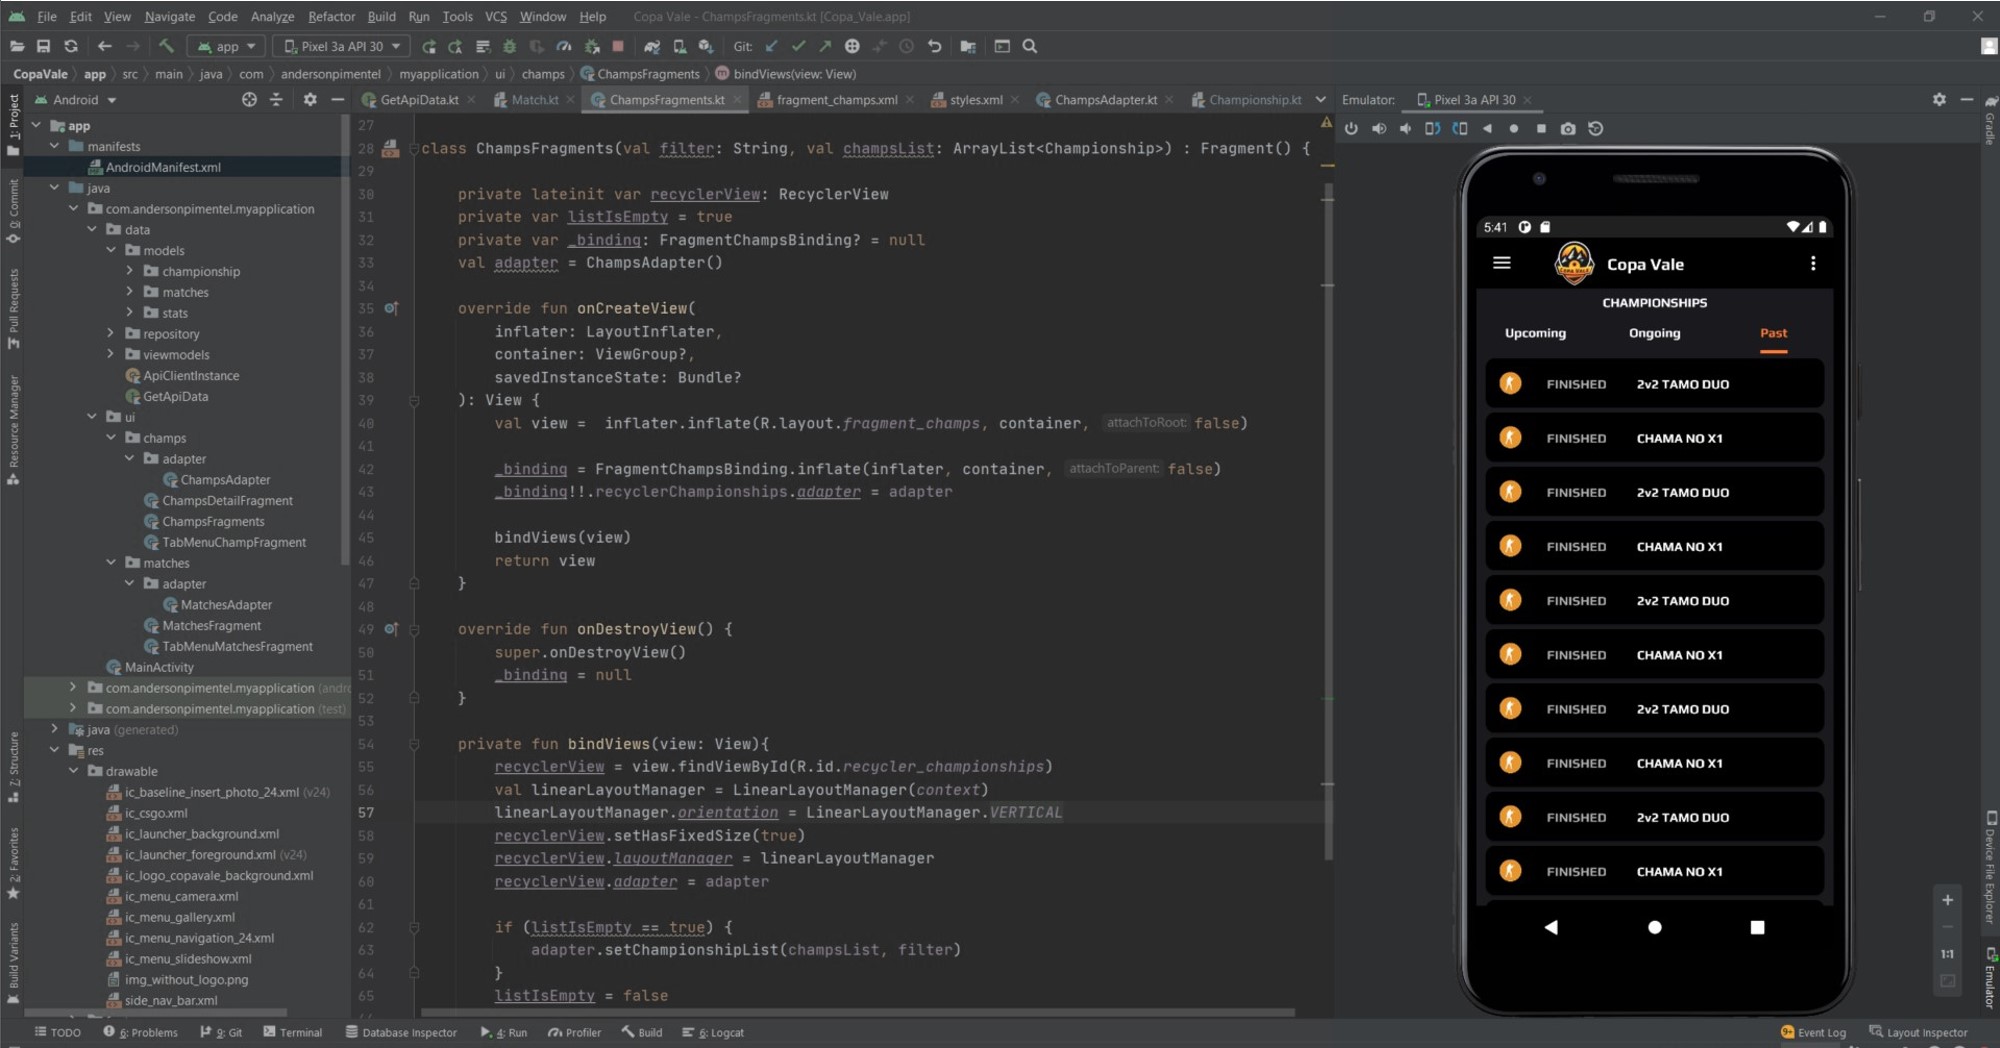 File Edit View Navigate Code Analyze Refactor Build Run Tools VCS Window Help Copa Vale - ChampsFragments.kt [Copa_Vale.app]
app Pixel 3a API 30 Git:
CopaVale app src main java com andersonpimentel myapplication ui champs ChampsFragments bindViews(view: View)
Android GetApiData.kt Match.kt ChampsFragments.kt fragment_champs.xml styles.xml ChampsAdapter.kt Championship.kt Emulator: Pixel 3a API 30
1: Project
0: Commit
Pull Requests
Resource Manager
7: Structure
2: Favorites
Build Variants
app
manifests
AndroidManifest.xml
java
com.andersonpimentel.myapplication
data
models
championship
matches
stats
repository
viewmodels
ApiClientInstance
GetApiData
ui
champs
adapter
ChampsAdapter
ChampsDetailFragment
ChampsFragments
TabMenuChampFragment
matches
adapter
MatchesAdapter
MatchesFragment
TabMenuMatchesFragment
MainActivity
com.andersonpimentel.myapplication (andro
com.andersonpimentel.myapplication (test)
java (generated)
res
drawable
ic_baseline_insert_photo_24.xml (v24)
ic_csgo.xml
ic_launcher_background.xml
ic_launcher_foreground.xml (v24)
ic_logo_copavale_background.xml
ic_menu_camera.xml
ic_menu_gallery.xml
ic_menu_navigation_24.xml
ic_menu_slideshow.xml
img_without_logo.png
side_nav_bar.xml
27
28 class ChampsFragments(val filter: String, val champsList: ArrayList<Championship>) : Fragment() {
29
30 private lateinit var recyclerView: RecyclerView
31 private var listIsEmpty = true
32 private var _binding: FragmentChampsBinding? = null
33 val adapter = ChampsAdapter()
34
35 override fun onCreateView(
36 inflater: LayoutInflater,
37 container: ViewGroup?,
38 savedInstanceState: Bundle?
39 ): View {
40 val view = inflater.inflate(R.layout.fragment_champs, container, attachToRoot: false)
41
42 _binding = FragmentChampsBinding.inflate(inflater, container, attachToParent: false)
43 _binding!!.recyclerChampionships.adapter = adapter
44
45 bindViews(view)
46 return view
47 }
48
49 override fun onDestroyView() {
50 super.onDestroyView()
51 _binding = null
52 }
53
54 private fun bindViews(view: View){
55 recyclerView = view.findViewById(R.id.recycler_championships)
56 val linearLayoutManager = LinearLayoutManager(context)
57 linearLayoutManager.orientation = LinearLayoutManager.VERTICAL
58 recyclerView.setHasFixedSize(true)
59 recyclerView.layoutManager = linearLayoutManager
60 recyclerView.adapter = adapter
61
62 if (listIsEmpty == true) {
63 adapter.setChampionshipList(champsList, filter)
64 }
65 listIsEmpty = false
5:41
Copa Vale
CHAMPIONSHIPS
Upcoming Ongoing Past
FINISHED 2v2 TAMO DUO
FINISHED CHAMA NO X1
FINISHED 2v2 TAMO DUO
FINISHED CHAMA NO X1
FINISHED 2v2 TAMO DUO
FINISHED CHAMA NO X1
FINISHED 2v2 TAMO DUO
FINISHED CHAMA NO X1
FINISHED 2v2 TAMO DUO
FINISHED CHAMA NO X1
1:1
Gradle
Device File Explorer
Emulator
TODO 6: Problems 9: Git Terminal Database Inspector 4: Run Profiler Build 6: Logcat 9+ Event Log Layout Inspector